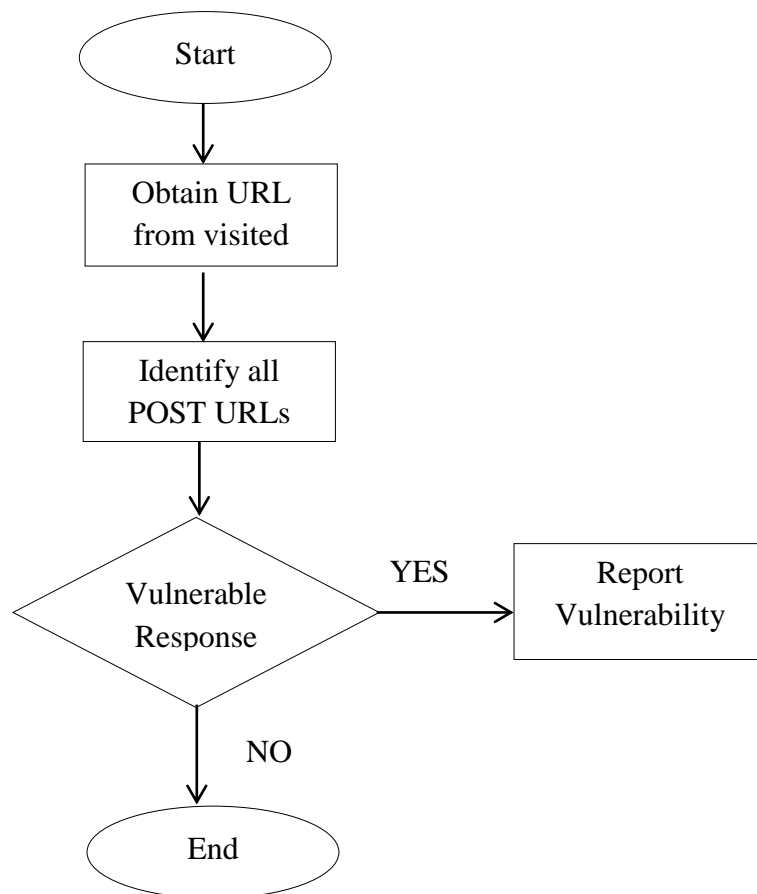 Start
Obtain URL
from visited
Identify all
POST URLs
Vulnerable
Response
YES
Report
Vulnerability
NO
End